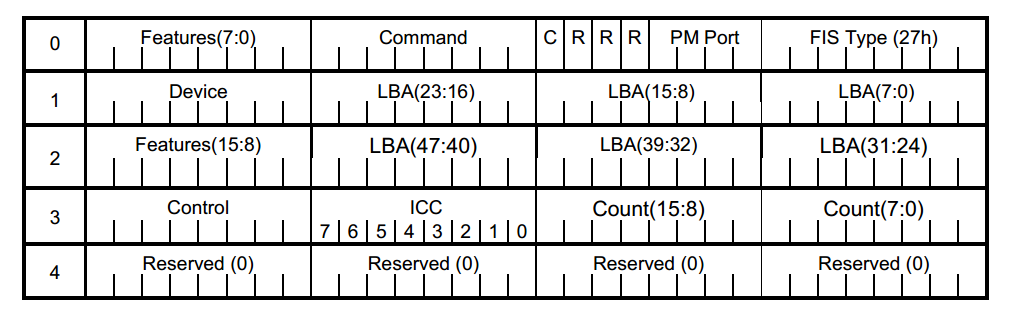 0 Features(7:0) Command C R R R PM Port FIS Type (27h)
1 Device LBA(23:16) LBA(15:8) LBA(7:0)
2 Features(15:8) LBA(47:40) LBA(39:32) LBA(31:24)
3 Control ICC Count(15:8) Count(7:0)
7 6 5 4 3 2 1 0
4 Reserved (0) Reserved (0) Reserved (0) Reserved (0)